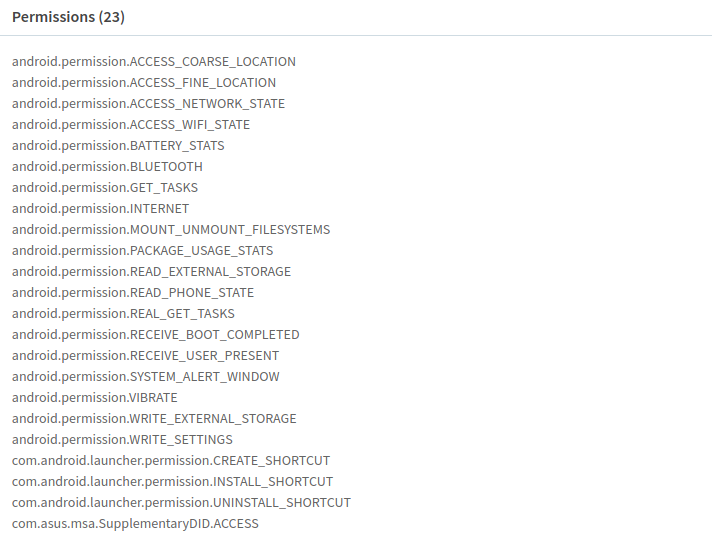 Permissions (23)
android.permission.ACCESS_COARSE_LOCATION
android.permission.ACCESS_FINE_LOCATION
android.permission.ACCESS_NETWORK_STATE
android.permission.ACCESS_WIFI_STATE
android.permission.BATTERY_STATS
android.permission.BLUETOOTH
android.permission.GET_TASKS
android.permission.INTERNET
android.permission.MOUNT_UNMOUNT_FILESYSTEMS
android.permission.PACKAGE_USAGE_STATS
android.permission.READ_EXTERNAL_STORAGE
android.permission.READ_PHONE_STATE
android.permission.REAL_GET_TASKS
android.permission.RECEIVE_BOOT_COMPLETED
android.permission.RECEIVE_USER_PRESENT
android.permission.SYSTEM_ALERT_WINDOW
android.permission.VIBRATE
android.permission.WRITE_EXTERNAL_STORAGE
android.permission.WRITE_SETTINGS
com.android.launcher.permission.CREATE_SHORTCUT
com.android.launcher.permission.INSTALL_SHORTCUT
com.android.launcher.permission.UNINSTALL_SHORTCUT
com.asus.msa.SupplementaryDID.ACCESS